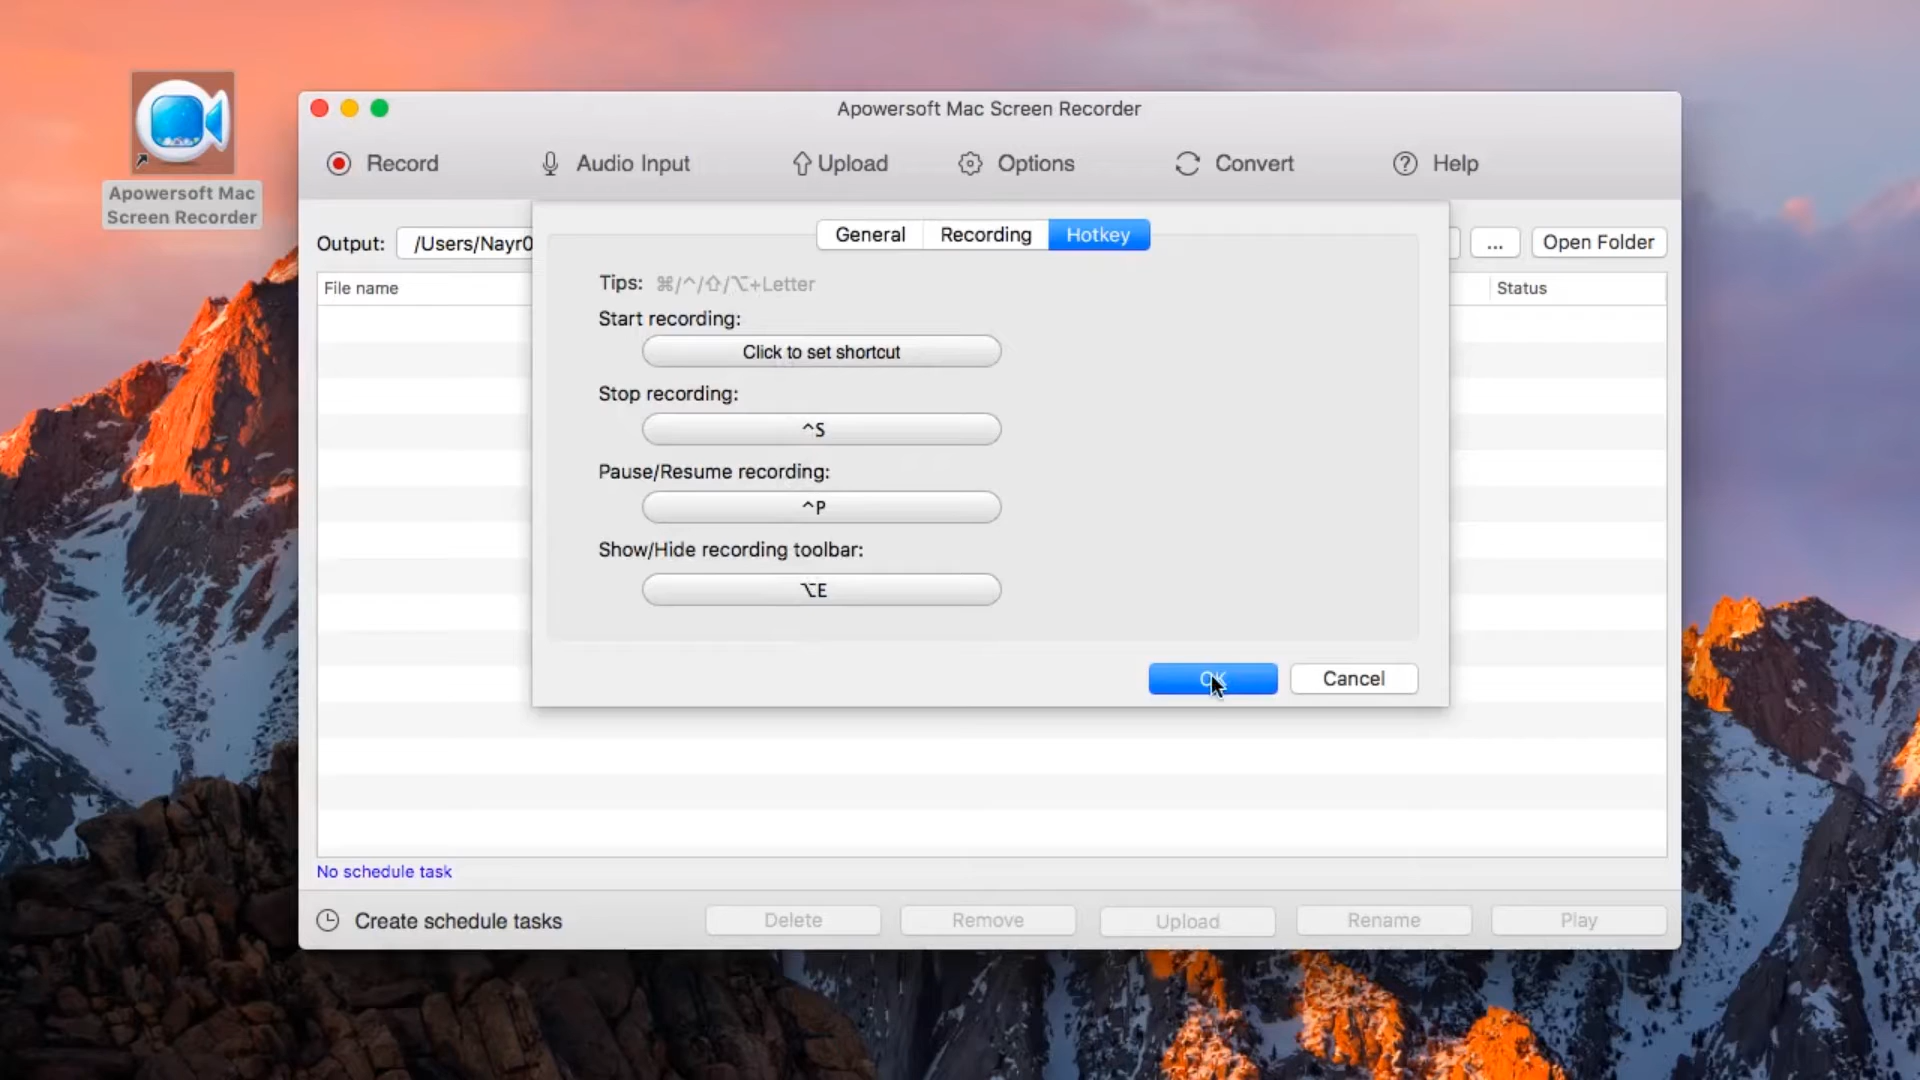 Apowersoft Mac
Screen Recorder
Apowersoft Mac Screen Recorder
Record
Audio Input
Upload
Options
Convert
Help
General
Recording
Hotkey
Output:
/Users/Nayr0
...
Open Folder
File name
Status
Tips: ⌘/^/⇧/⌥+Letter
Start recording:
Click to set shortcut
Stop recording:
^S
Pause/Resume recording:
^P
Show/Hide recording toolbar:
⌥E
OK
Cancel
No schedule task
Create schedule tasks
Delete
Remove
Upload
Rename
Play